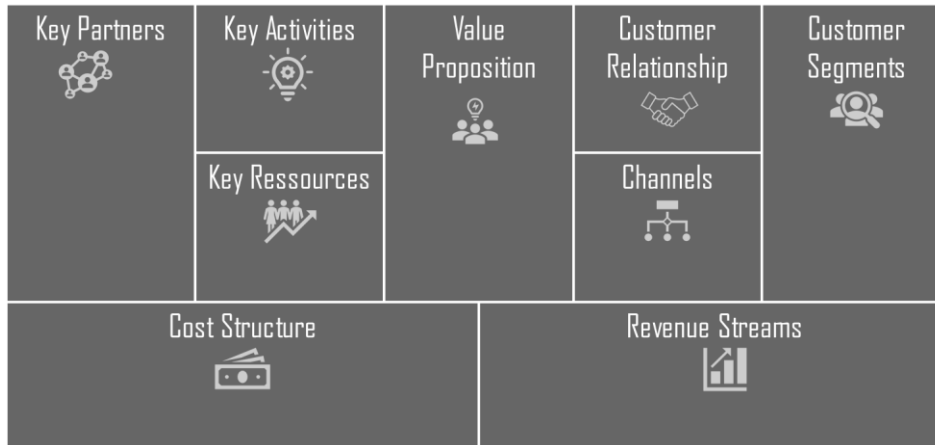 Key Partners
Key Activities
Value
Proposition
Customer
Relationship
Customer
Segments
Key Ressources
Channels
Cost Structure
Revenue Streams